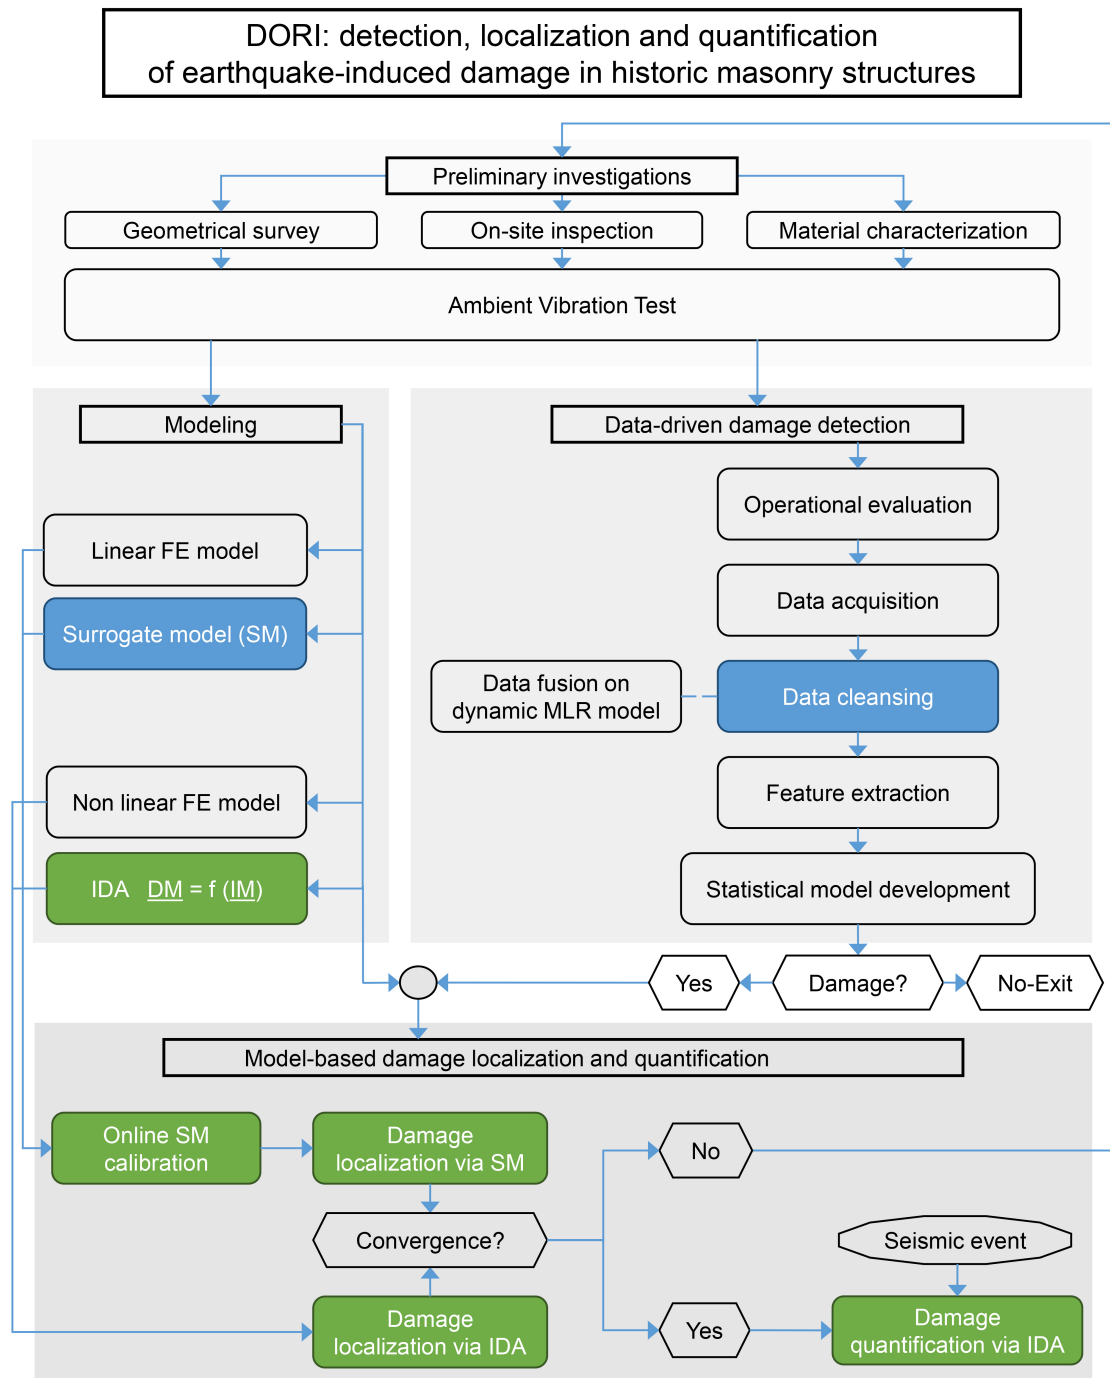 DORI: detection, localization and quantification
of earthquake-induced damage in historic masonry structures
Preliminary investigations
Geometrical survey
On-site inspection
Material characterization
Ambient Vibration Test
Modeling
Data-driven damage detection
Linear FE model
Surrogate model (SM)
Non linear FE model
IDA DM = f (IM)
Operational evaluation
Data acquisition
Data fusion on
dynamic MLR model
Data cleansing
Feature extraction
Statistical model development
Yes
Damage?
No-Exit
Model-based damage localization and quantification
Online SM
calibration
Damage
localization via SM
No
Convergence?
Seismic event
Damage
localization via IDA
Yes
Damage
quantification via IDA